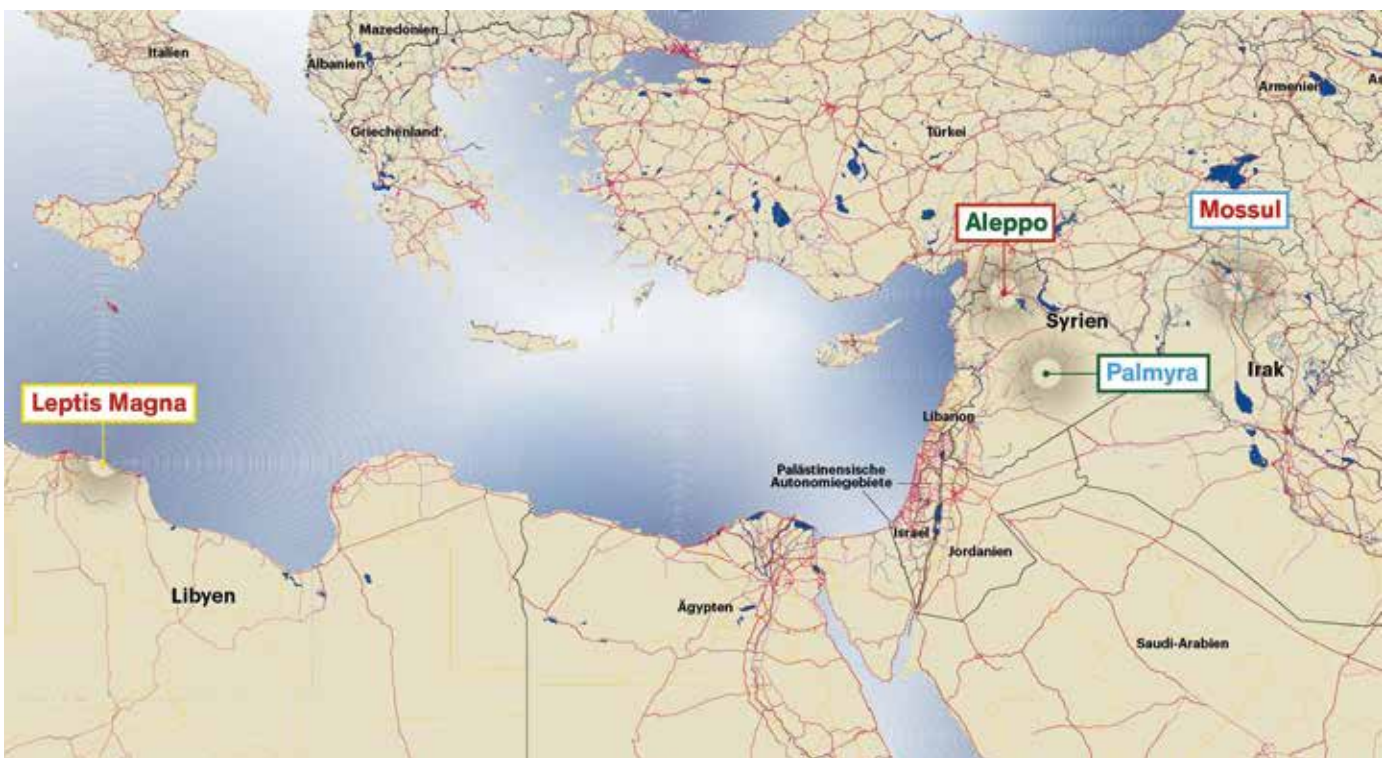 Italien
Mazedonien
Albanien
Griechenland
Türkei
Armenien
Aleppo
Mossul
Syrien
Palmyra
Irak
Leptis Magna
Libanon
Palästinensische
Autonomiegebiete
Israel
Jordanien
Libyen
Ägypten
Saudi-Arabien